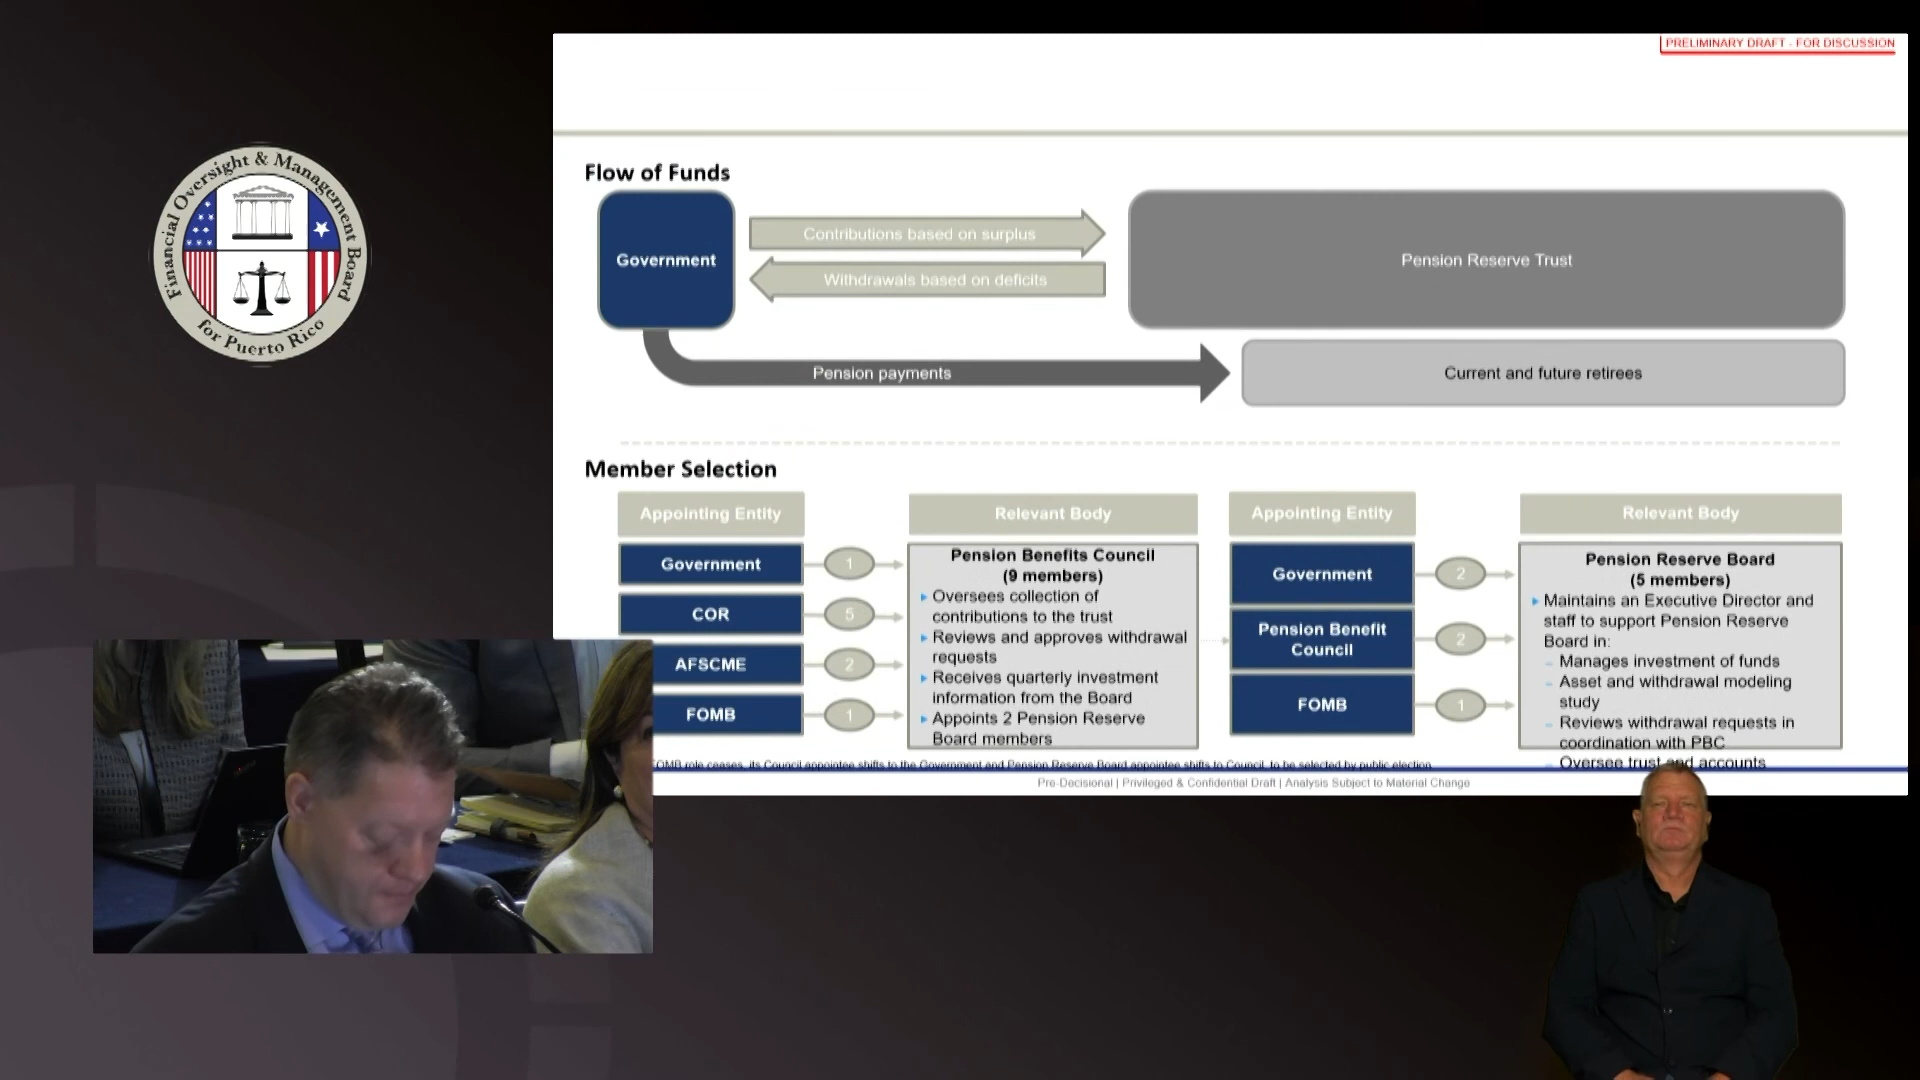 PRELIMINARY DRAFT - FOR DISCUSSION
Financial Oversight & Management Board
for Puerto Rico
Flow of Funds
Government
Contributions based on surplus
Withdrawals based on deficits
Pension Reserve Trust
Pension payments
Current and future retirees
Member Selection
Appointing Entity
Relevant Body
Government
1
COR
5
AFSCME
2
FOMB
1
Pension Benefits Council
(9 members)
Oversees collection of
contributions to the trust
Reviews and approves withdrawal
requests
Receives quarterly investment
information from the Board
Appoints 2 Pension Reserve
Board members
Appointing Entity
Relevant Body
Government
2
Pension Benefit
Council
2
FOMB
1
Pension Reserve Board
(5 members)
Maintains an Executive Director and
staff to support Pension Reserve
Board in:
– Manages investment of funds
– Asset and withdrawal modeling
study
– Reviews withdrawal requests in
coordination with PBC
– Oversee trust and accounts
FOMB role ceases, its Council appointee shifts to the Government and Pension Reserve Board appointee shifts to Council, to be selected by public election
Pre-Decisional | Privileged & Confidential Draft | Analysis Subject to Material Change